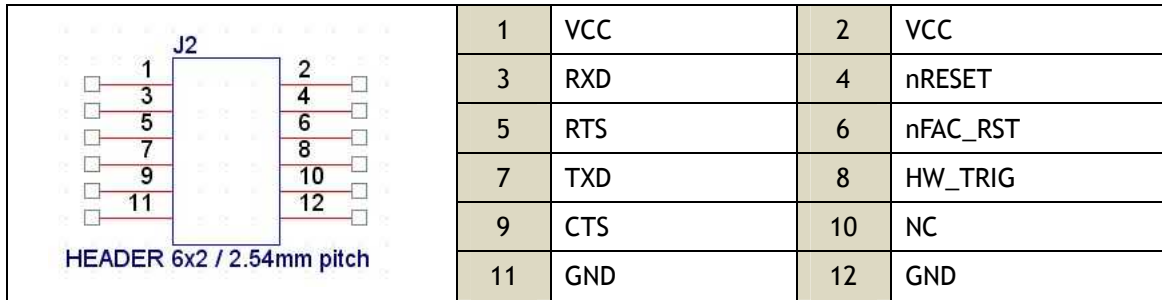 J2
1 2
3 4
5 6
7 8
9 10
11 12
HEADER 6x2 / 2.54mm pitch
1 VCC 2 VCC
3 RXD 4 nRESET
5 RTS 6 nFAC_RST
7 TXD 8 HW_TRIG
9 CTS 10 NC
11 GND 12 GND